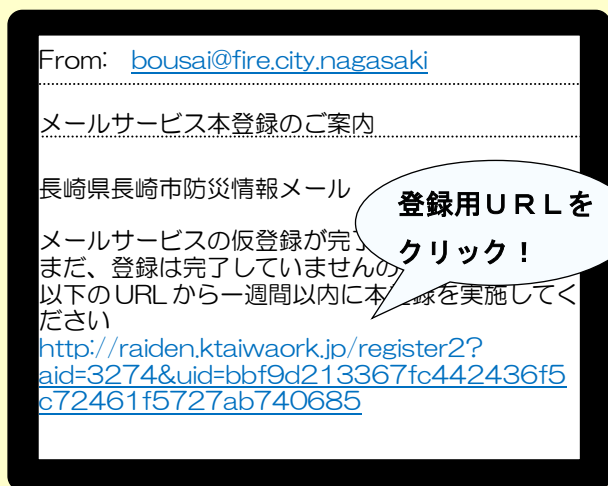 From: bousai@fire.city.nagasaki
メールサービス本登録のご案内
長崎県長崎市防災情報メール
メールサービスの仮登録が完了
まだ、登録は完了していませんの
以下のURLから一週間以内に本登録を実施してく
ださい
http://raiden.ktaiwaork.jp/register2?
aid=3274&uid=bbf9d213367fc442436f5
c72461f5727ab740685
登録用URLを
クリック！